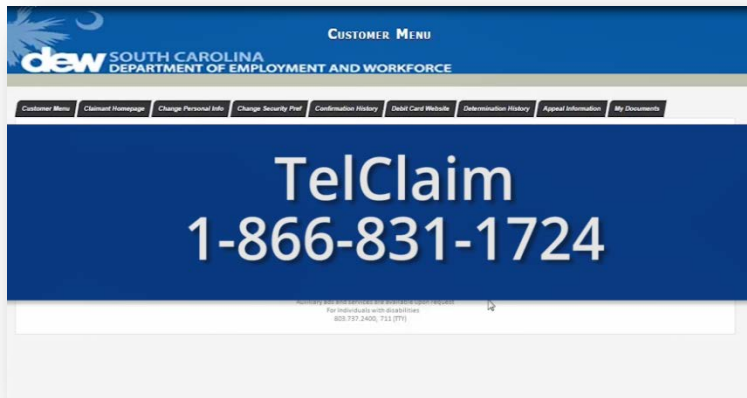 CUSTOMER MENU
dew SOUTH CAROLINA
DEPARTMENT OF EMPLOYMENT AND WORKFORCE
Customer Menu Claimant Homepage Change Personal Info Change Security Pref Confirmation History Debit Card Website Determination History Appeal Information My Documents
TelClaim
1-866-831-1724
Auxiliary aids and services are available upon request
For individuals with disabilities
803.737.2400, 711 (TTY)